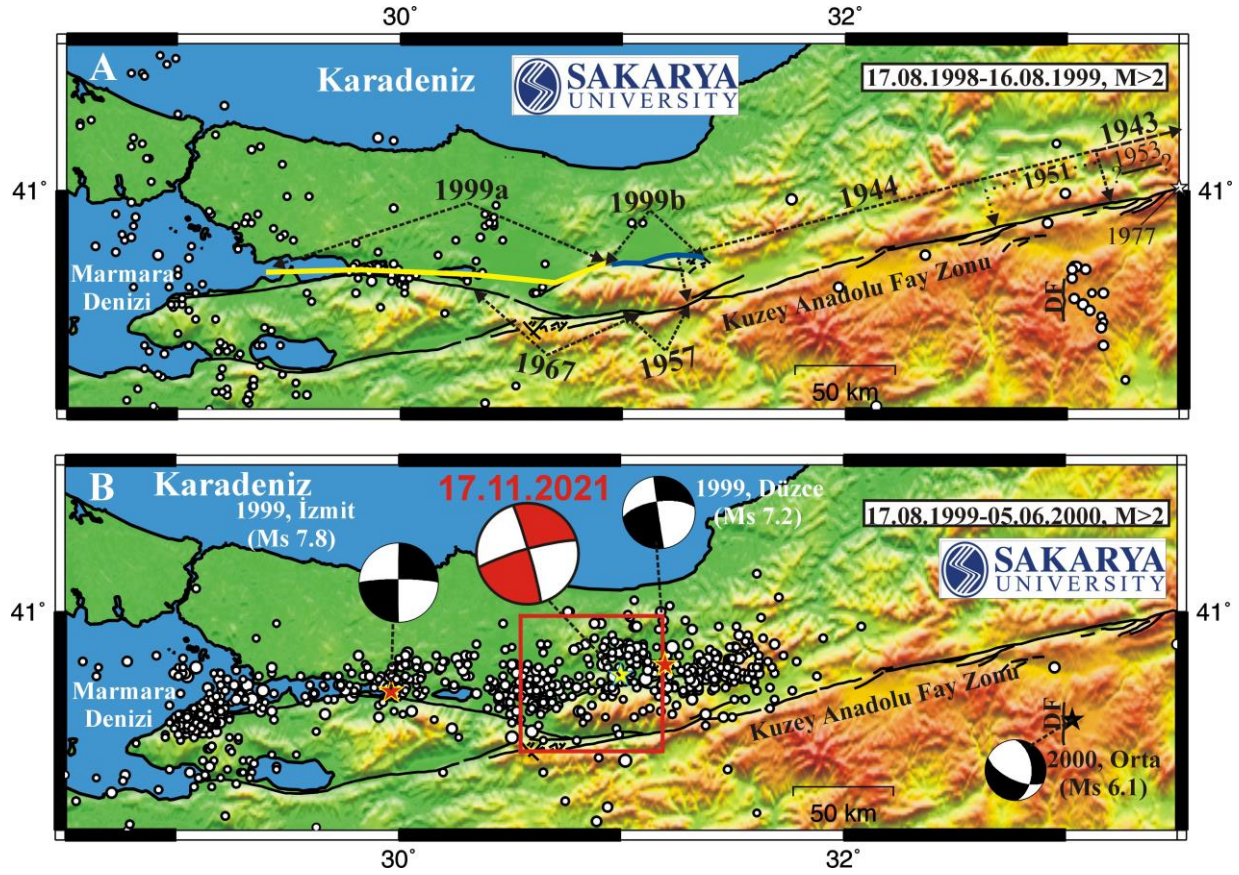 30°
32°
A
Karadeniz
SAKARYA
UNIVERSITY
17.08.1998-16.08.1999, M>2
1943
1953
?
?
1951
1944
41°
41°
1999a
1999b
1977
Marmara
Denizi
Kuzey Anadolu Fay Zonu
DF
1967
1957
50 km
B
Karadeniz
17.11.2021
1999, Düzce
(Ms 7.2)
1999, İzmit
(Ms 7.8)
17.08.1999-05.06.2000, M>2
SAKARYA
UNIVERSITY
41°
41°
Marmara
Denizi
Kuzey Anadolu Fay Zonu
DF
2000, Orta
(Ms 6.1)
50 km
30°
32°